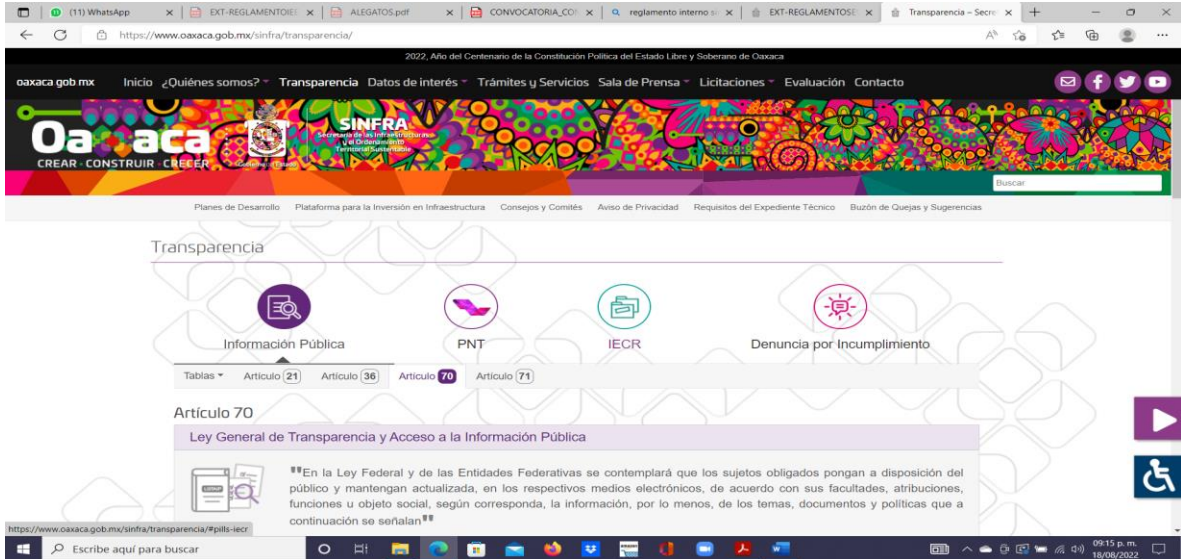 (11) WhatsApp
EXT-REGLAMENTOIEE
ALEGATOS.pdf
CONVOCATORIA_CO
reglamento interno s
EXT-REGLAMENTOSE
Transparencia – Secre
https://www.oaxaca.gob.mx/sinfra/transparencia/
2022, Año del Centenario de la Constitución Política del Estado Libre y Soberano de Oaxaca
oaxaca gob mx Inicio ¿Quiénes somos? Transparencia Datos de interés Trámites y Servicios Sala de Prensa Licitaciones Evaluación Contacto
Oaxaca
CREAR · CONSTRUIR · CRECER
SINFRA
Secretaría de las Infraestructuras
y el Ordenamiento
Territorial Sustentable
Buscar
Planes de Desarrollo Plataforma para la Inversión en Infraestructura Consejos y Comités Aviso de Privacidad Requisitos del Expediente Técnico Buzón de Quejas y Sugerencias
Transparencia
Información Pública PNT IECR Denuncia por Incumplimiento
Tablas Artículo 21 Artículo 36 Artículo 70 Artículo 71
Artículo 70
Ley General de Transparencia y Acceso a la Información Pública
"En la Ley Federal y de las Entidades Federativas se contemplará que los sujetos obligados pongan a disposición del
público y mantengan actualizada, en los respectivos medios electrónicos, de acuerdo con sus facultades, atribuciones,
funciones u objeto social, según corresponda, la información, por lo menos, de los temas, documentos y políticas que a
continuación se señalan"
https://www.oaxaca.gob.mx/sinfra/transparencia/#pills-iecr
Escribe aquí para buscar
09:15 p. m.
18/08/2022